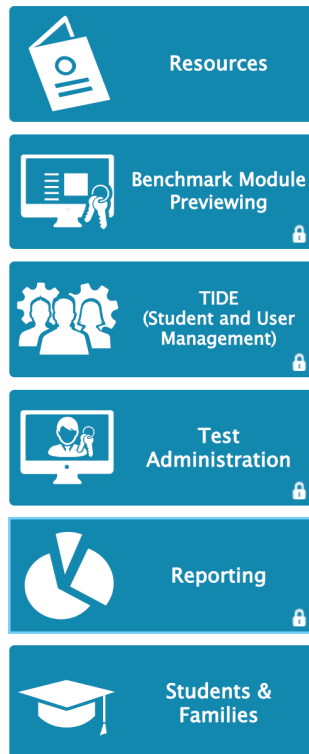 Resources
Benchmark Module
Previewing
TIDE
(Student and User
Management)
Test
Administration
Reporting
Students &
Families